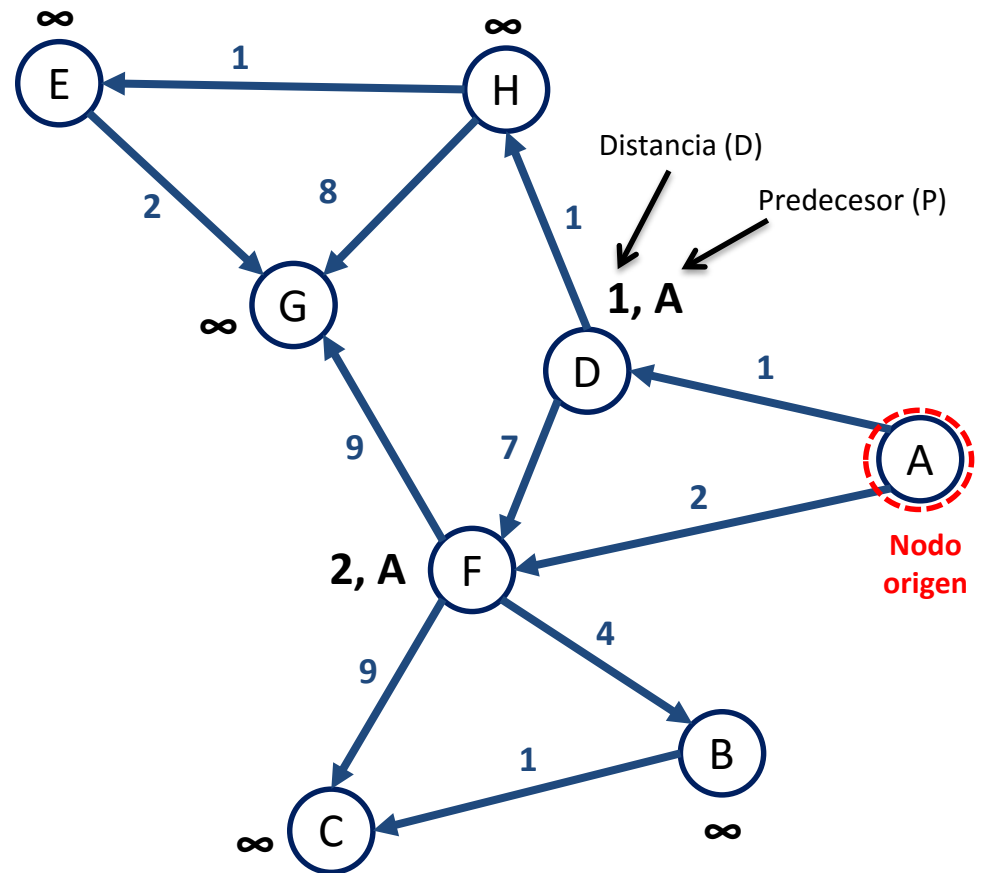 ∞
∞
E
1
H
Distancia (D)
2
8
1
Predecesor (P)
1, A
G
∞
D
1
9
7
A
2
Nodo
origen
2, A
F
9
4
B
1
C
∞
∞